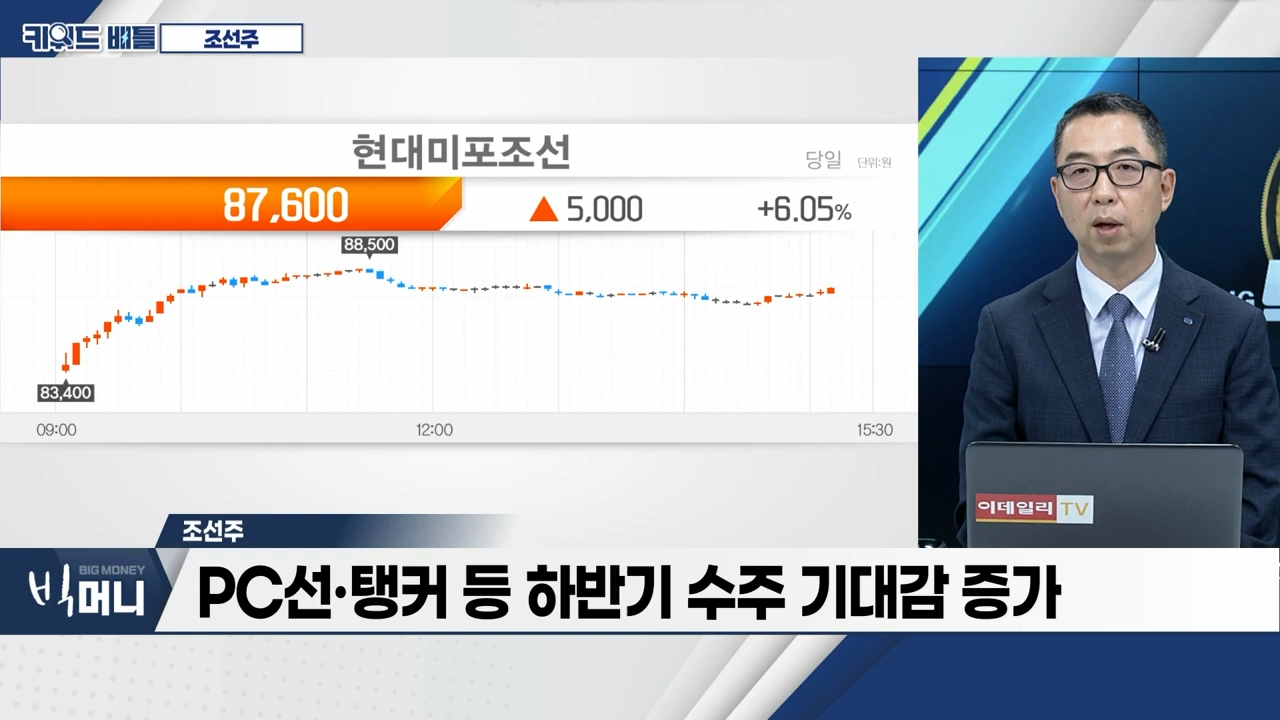 키워드 배틀
조선주
현대미포조선
당일 단위:원
87,600 ▲ 5,000 +6.05%
88,500
83,400
09:00 12:00 15:30
이데일리 TV
조선주
BIG MONEY
빅머니
PC선·탱커 등 하반기 수주 기대감 증가